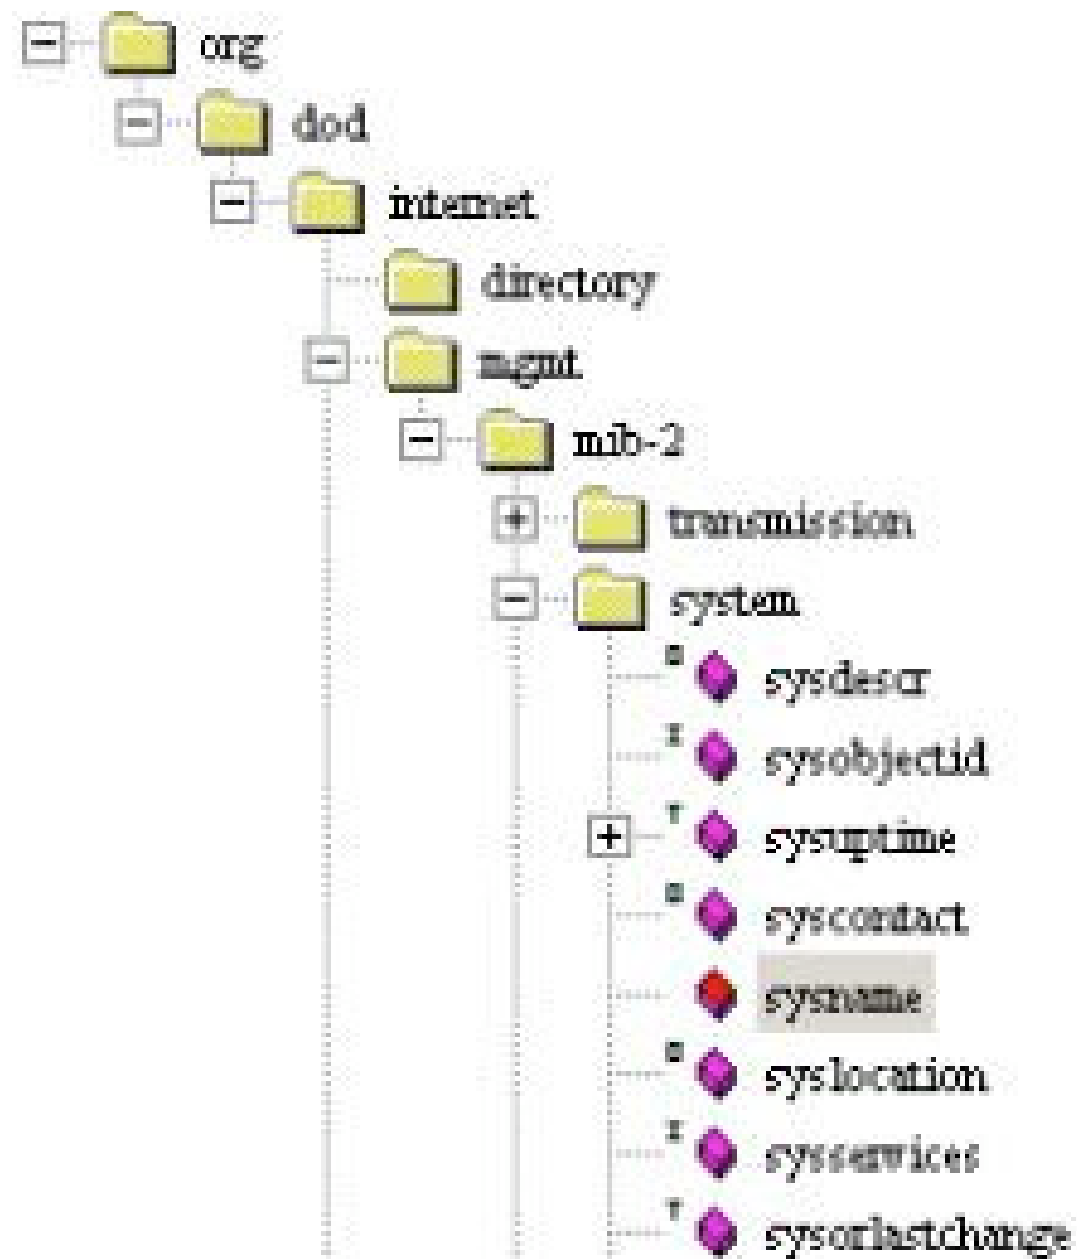 org
dod
internet
directory
mgmt
mib-2
transmission
system
sysdescr
sysobjectid
sysuptime
syscontact
sysname
syslocation
sysservices
sysorlastchange